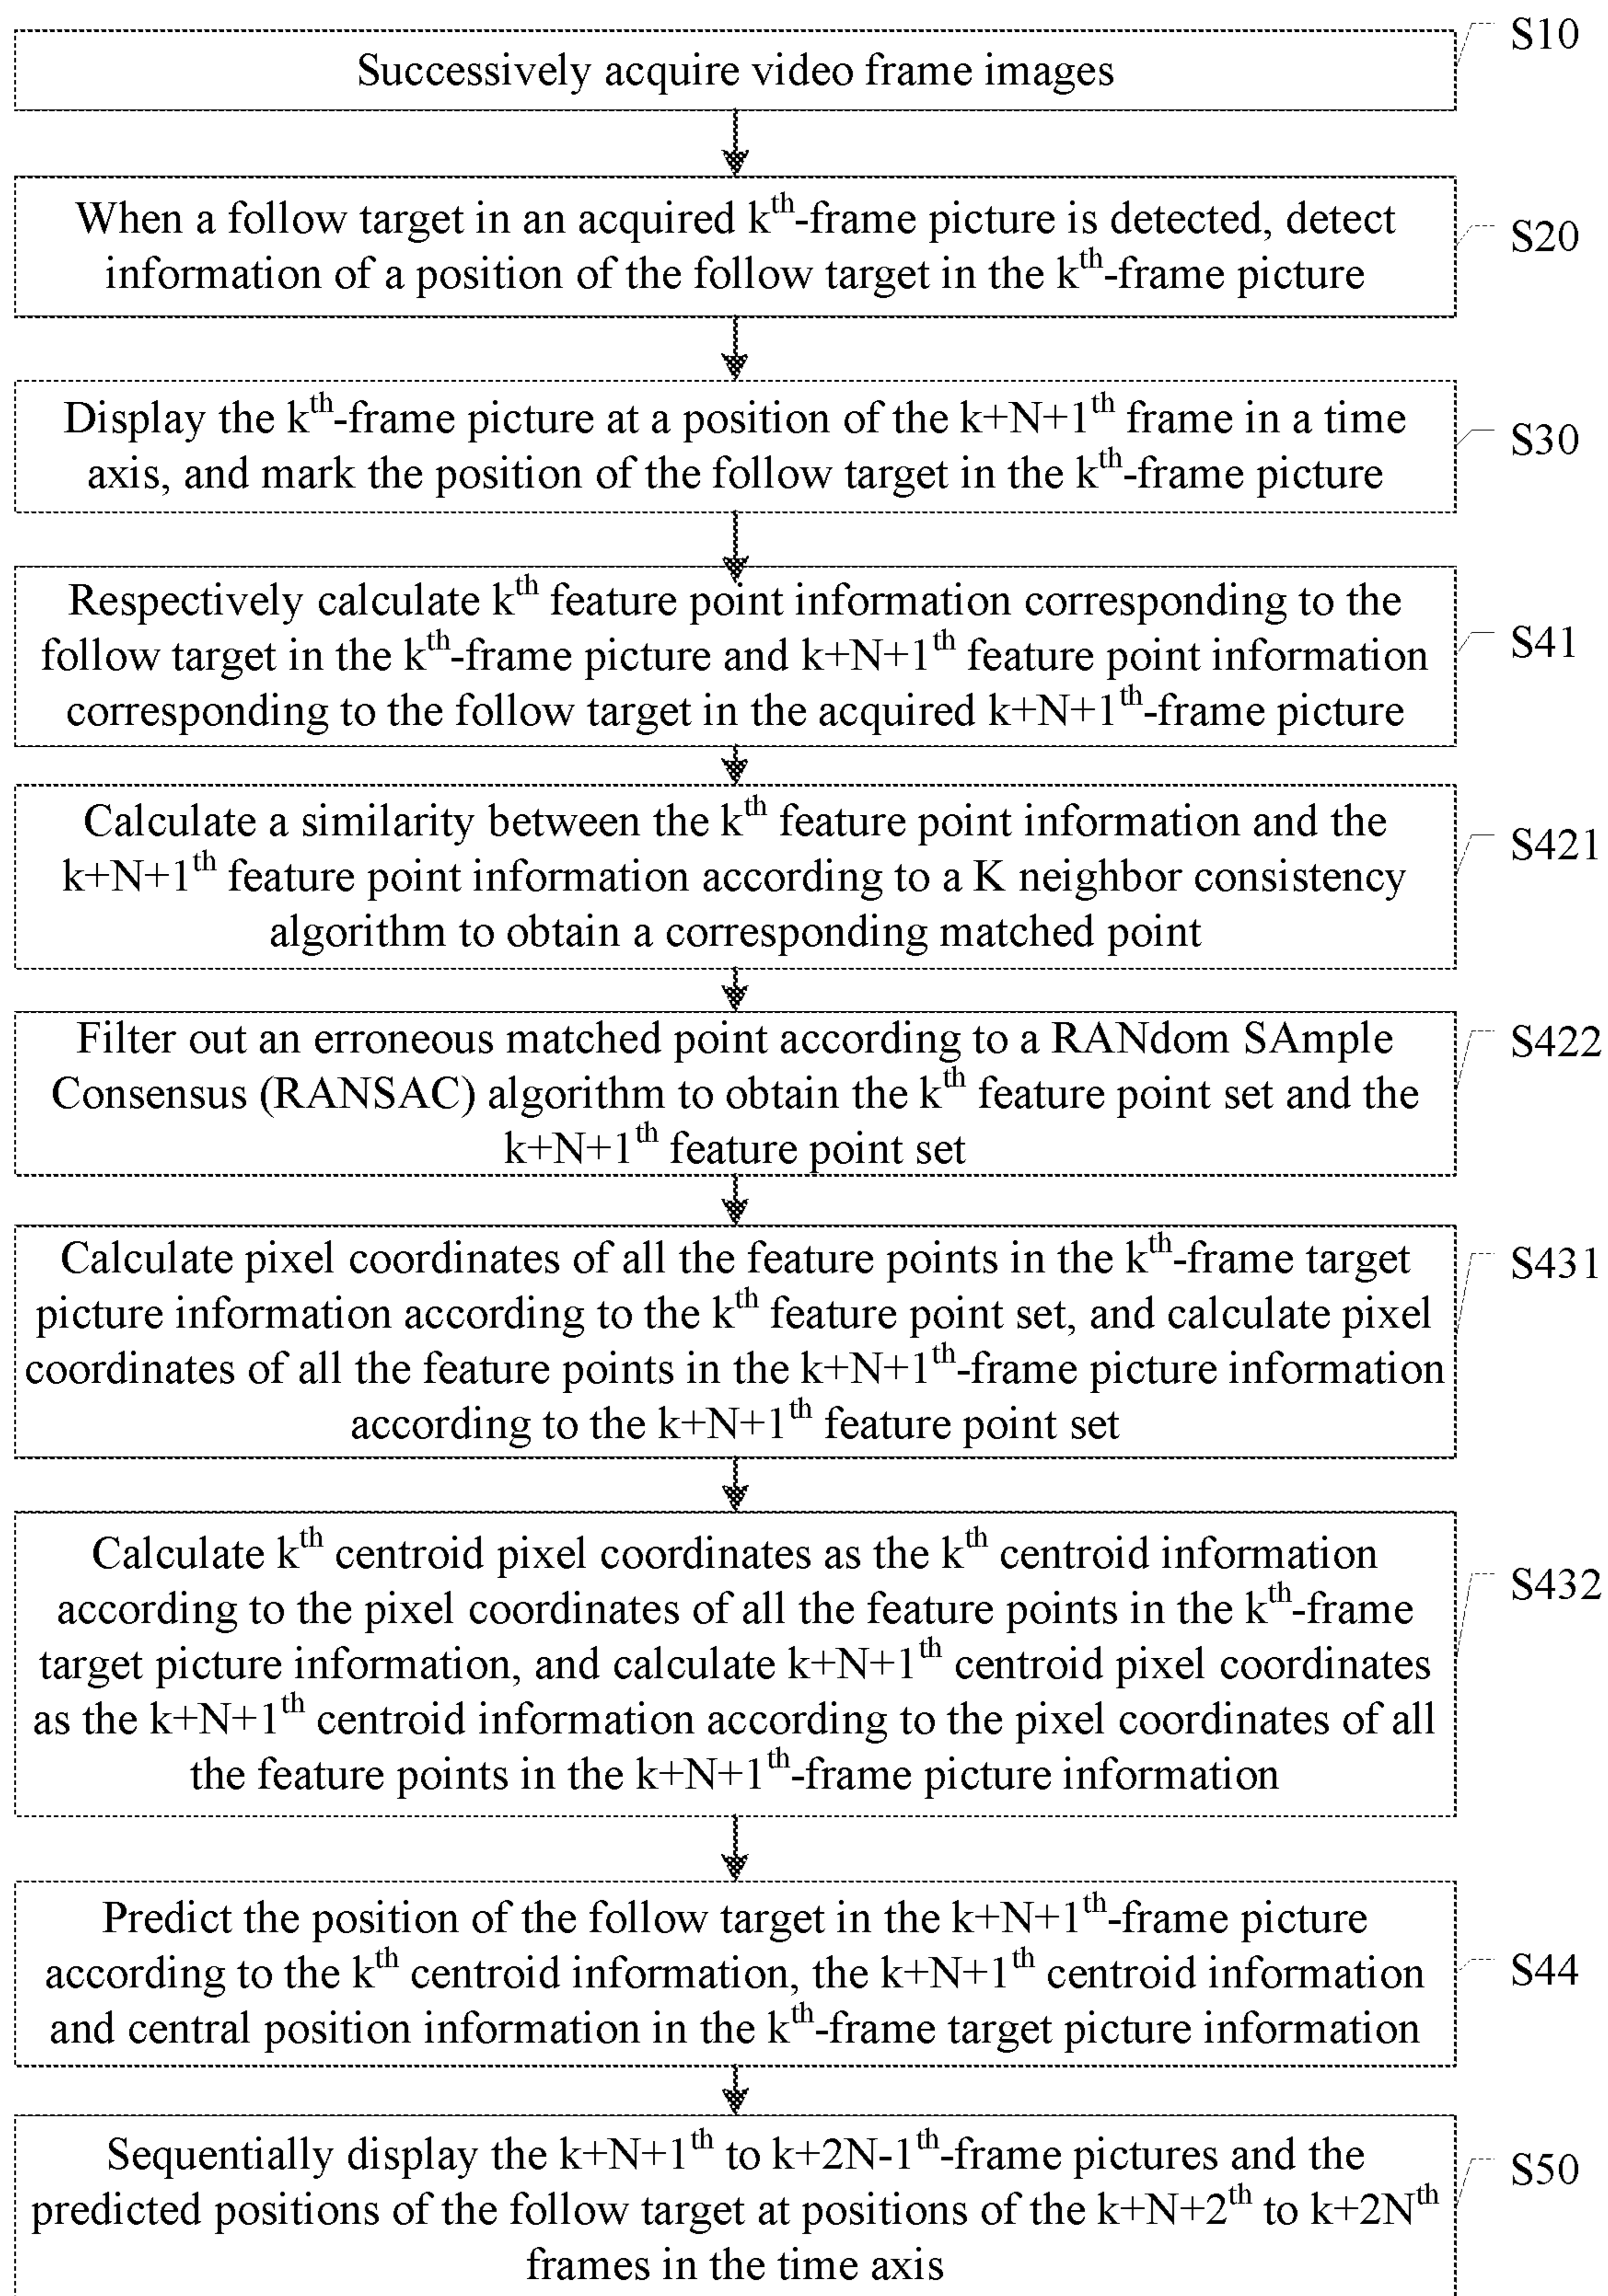 S10
Successively acquire video frame images
When a follow target in an acquired kth-frame picture is detected, detect
information of a position of the follow target in the kth-frame picture
S20
Display the kth-frame picture at a position of the k+N+1th frame in a time
axis, and mark the position of the follow target in the kth-frame picture
S30
Respectively calculate kth feature point information corresponding to the
follow target in the kth-frame picture and k+N+1th feature point information
corresponding to the follow target in the acquired k+N+1th-frame picture
S41
Calculate a similarity between the kth feature point information and the
k+N+1th feature point information according to a K neighbor consistency
algorithm to obtain a corresponding matched point
S421
Filter out an erroneous matched point according to a RANdom SAmple
Consensus (RANSAC) algorithm to obtain the kth feature point set and the
k+N+1th feature point set
S422
Calculate pixel coordinates of all the feature points in the kth-frame target
picture information according to the kth feature point set, and calculate pixel
coordinates of all the feature points in the k+N+1th-frame picture information
according to the k+N+1th feature point set
S431
Calculate kth centroid pixel coordinates as the kth centroid information
according to the pixel coordinates of all the feature points in the kth-frame
target picture information, and calculate k+N+1th centroid pixel coordinates
as the k+N+1th centroid information according to the pixel coordinates of all
the feature points in the k+N+1th-frame picture information
S432
Predict the position of the follow target in the k+N+1th-frame picture
according to the kth centroid information, the k+N+1th centroid information
and central position information in the kth-frame target picture information
S44
Sequentially display the k+N+1th to k+2N-1th-frame pictures and the
predicted positions of the follow target at positions of the k+N+2th to k+2Nth
frames in the time axis
S50